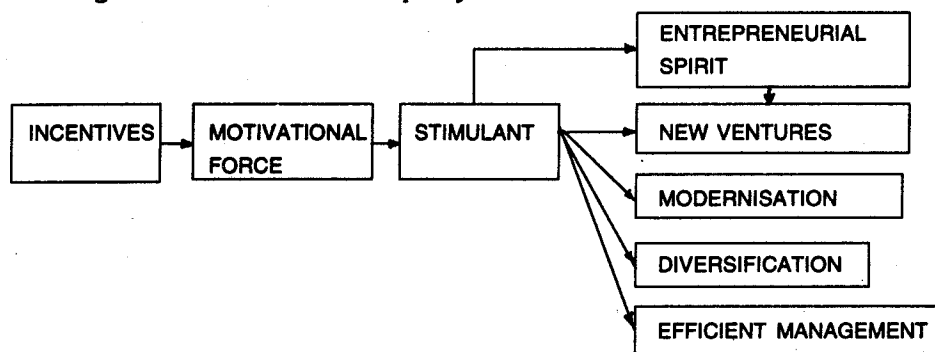 ENTREPRENEURIAL
SPIRIT
INCENTIVES
MOTIVATIONAL
FORCE
STIMULANT
NEW VENTURES
MODERNISATION
DIVERSIFICATION
EFFICIENT MANAGEMENT